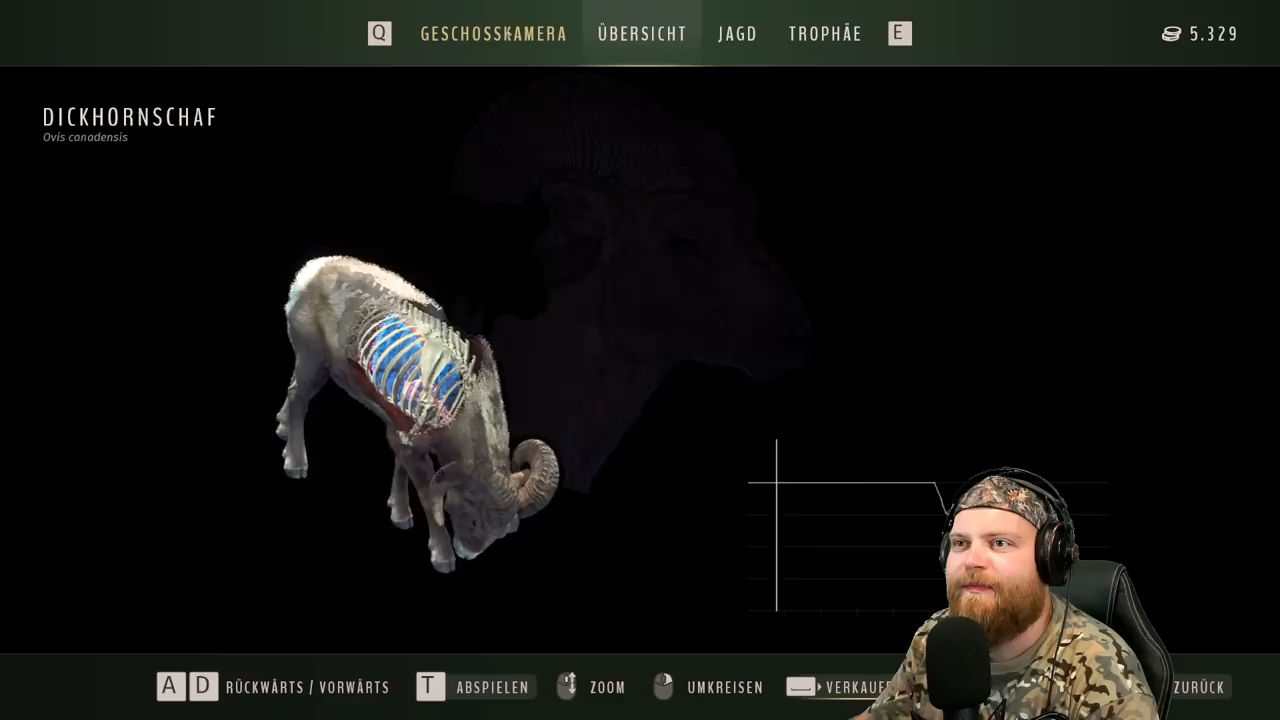 Q GESCHOSSKAMERA ÜBERSICHT JAGD TROPHÄE E 5.329
DICKHORNSCHAF
Ovis canadensis
A D RÜCKWÄRTS / VORWÄRTS T ABSPIELEN ZOOM UMKREISEN ZURÜCK